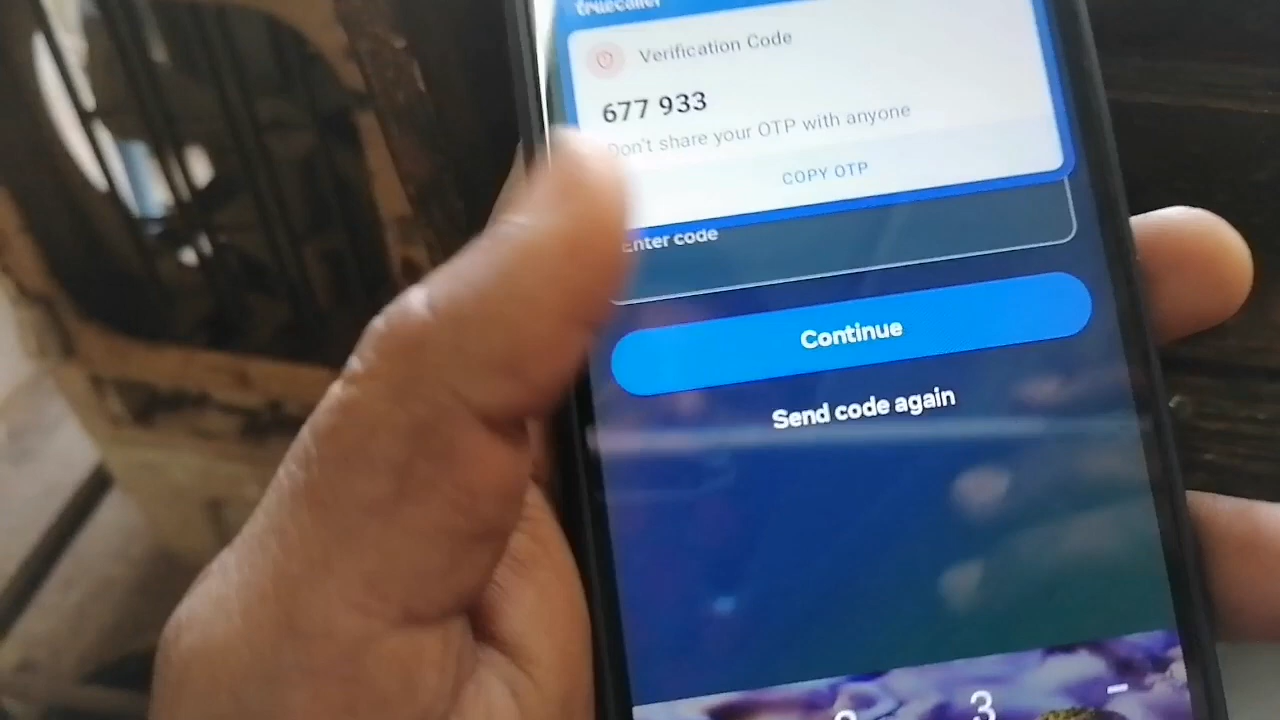 truecaller
Verification Code
677 933
Don't share your OTP with anyone
COPY OTP
Enter code
Continue
Send code again
3
-